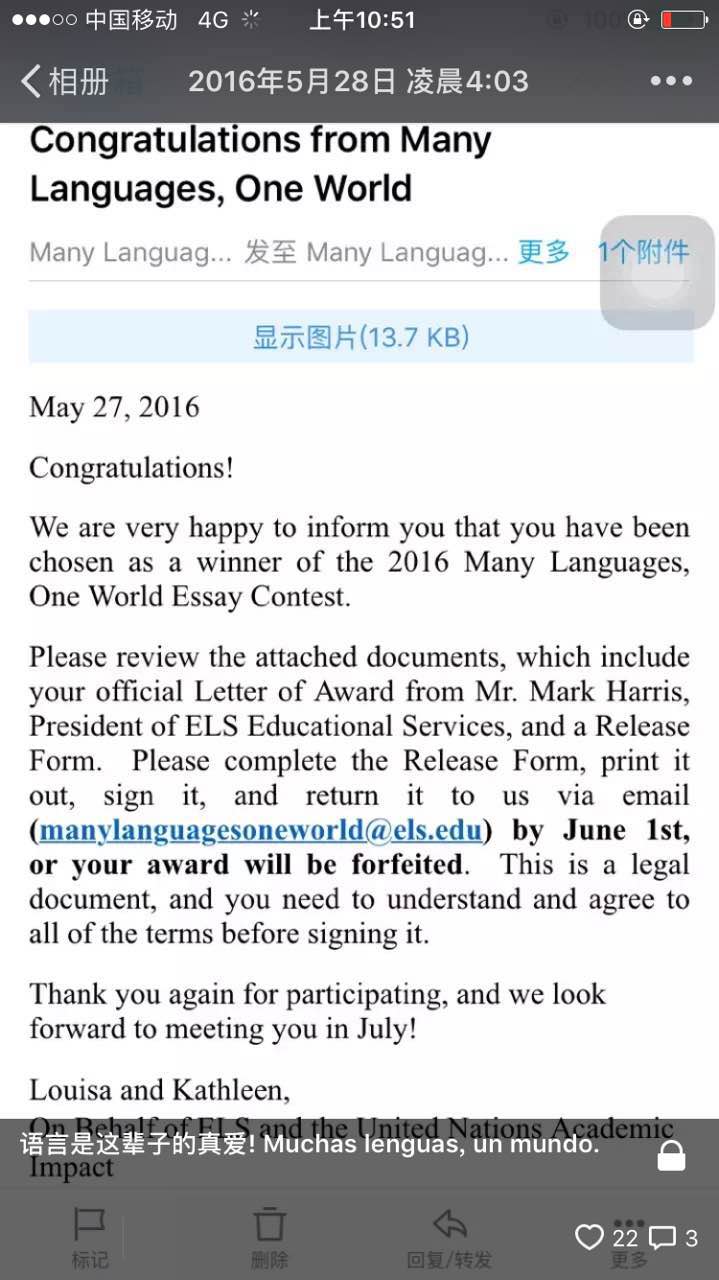 中国移动 4G 上午10:51 100
相册 2016年5月28日 凌晨4:03
Congratulations from Many
Languages, One World
Many Languag... 发至 Many Languag... 更多 1个附件
显示图片(13.7 KB)
May 27, 2016
Congratulations!
We are very happy to inform you that you have been
chosen as a winner of the 2016 Many Languages,
One World Essay Contest.
Please review the attached documents, which include
your official Letter of Award from Mr. Mark Harris,
President of ELS Educational Services, and a Release
Form. Please complete the Release Form, print it
out, sign it, and return it to us via email
(manylanguagesoneworld@els.edu) by June 1st,
or your award will be forfeited. This is a legal
document, and you need to understand and agree to
all of the terms before signing it.
Thank you again for participating, and we look
forward to meeting you in July!
Louisa and Kathleen,
On Behalf of ELS and the United Nations Academic
语言是这辈子的真爱! Muchas lenguas, un mundo.
Impact
标记 删除 回复/转发 更多
22 3